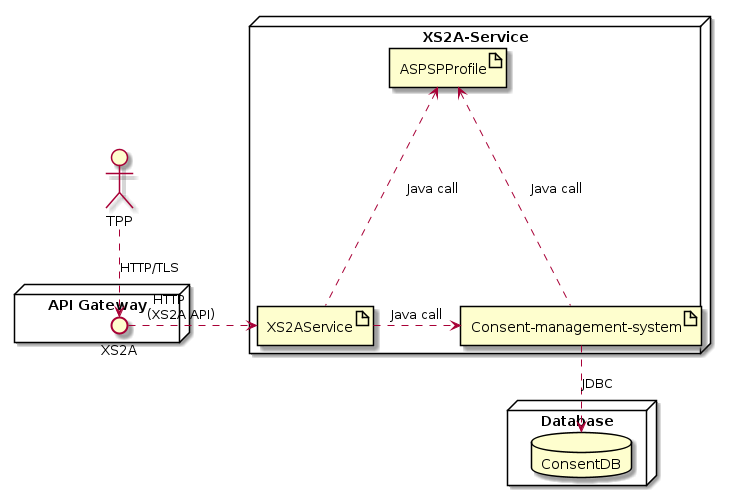 XS2A-Service
ASPSPProfile
Java call
Java call
TPP
HTTP/TLS
API Gateway
HTTP
(XS2A API)
XS2A
XS2AService
Java call
Consent-management-system
JDBC
Database
ConsentDB